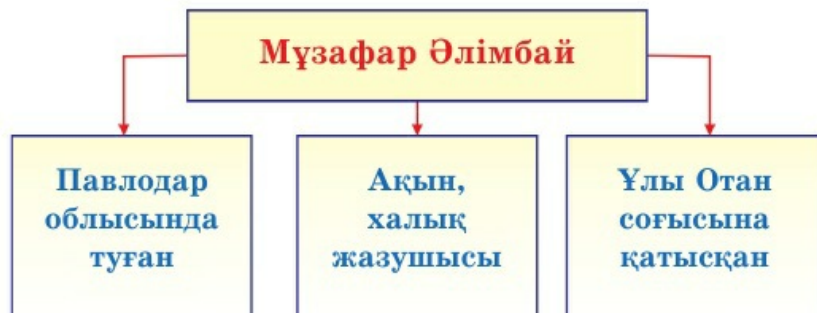 Мұзафар Әлімбай
Павлодар
облысында
туған
Ақын,
халық
жазушысы
Ұлы Отан
соғысына
қатысқан